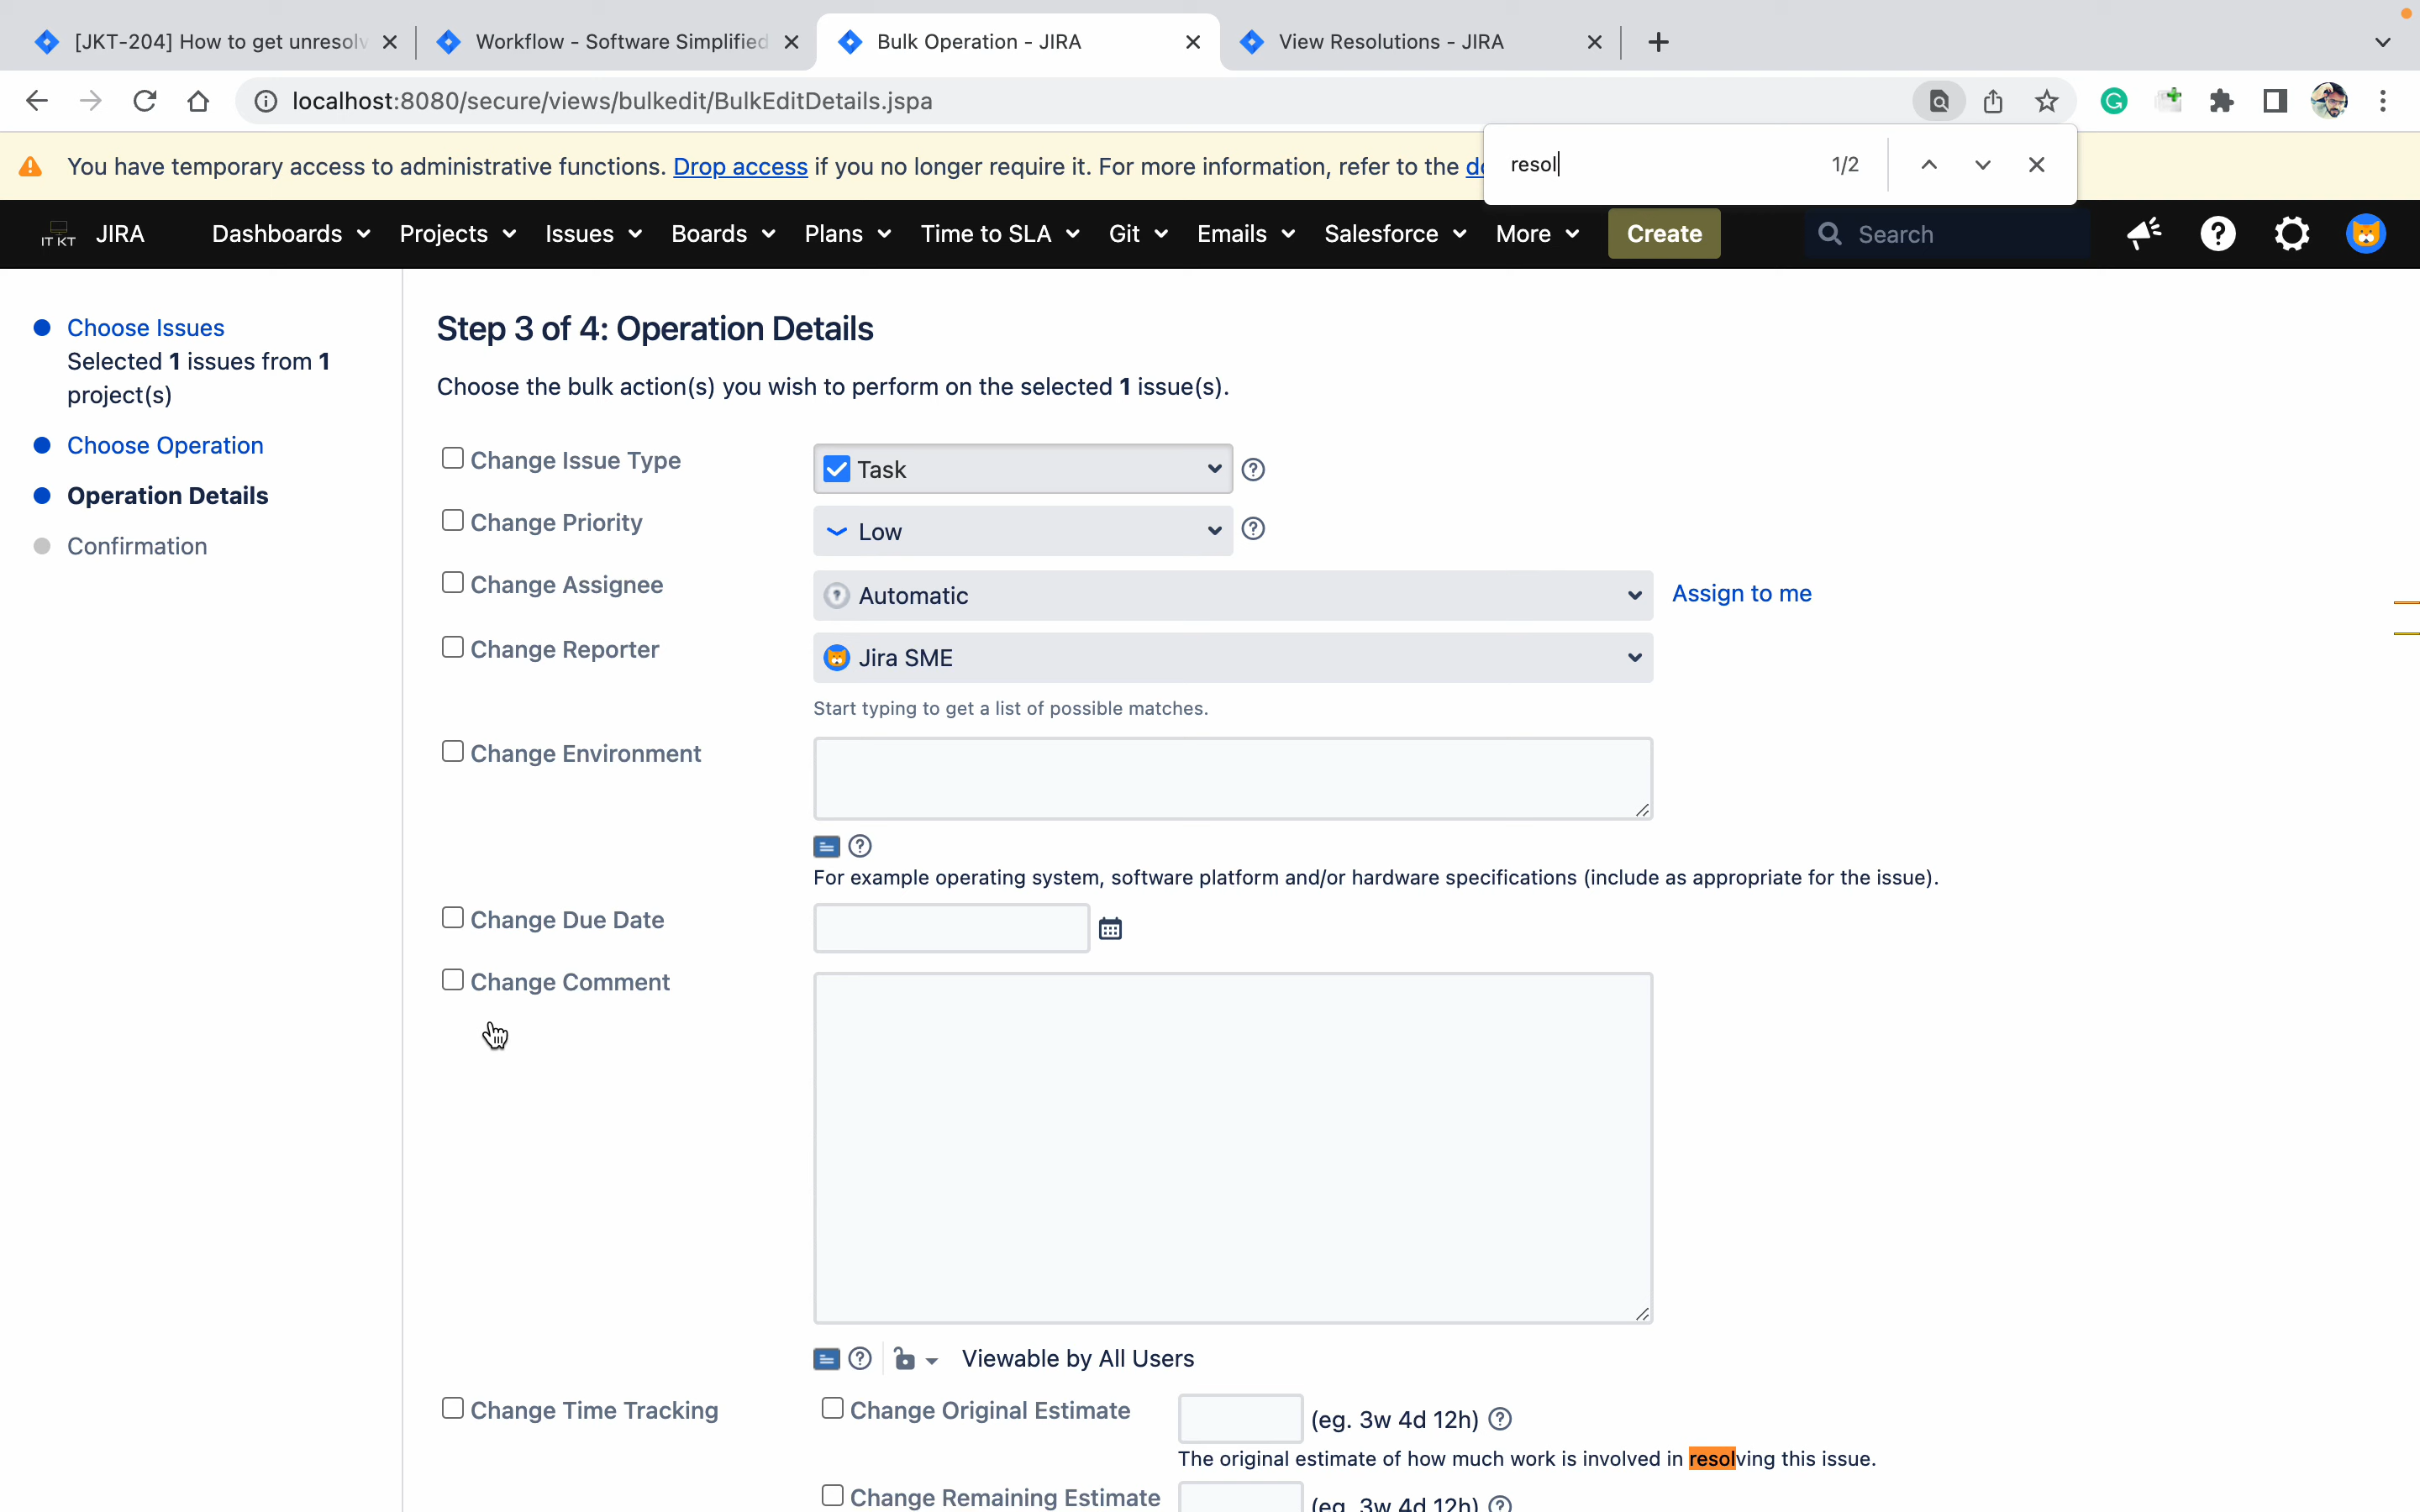 [JKT-204] How to get unresolv
Workflow - Software Simplified
Bulk Operation - JIRA
View Resolutions - JIRA
localhost:8080/secure/views/bulkedit/BulkEditDetails.jspa
You have temporary access to administrative functions. Drop access if you no longer require it. For more information, refer to the
resol 1/2
IT KT JIRA Dashboards Projects Issues Boards Plans Time to SLA Git Emails Salesforce More Create Search
Choose Issues
Selected 1 issues from 1
project(s)
Choose Operation
Operation Details
Confirmation
Step 3 of 4: Operation Details
Choose the bulk action(s) you wish to perform on the selected 1 issue(s).
Change Issue Type Task
Change Priority Low
Change Assignee Automatic Assign to me
Change Reporter Jira SME
Start typing to get a list of possible matches.
Change Environment
For example operating system, software platform and/or hardware specifications (include as appropriate for the issue).
Change Due Date
Change Comment
Viewable by All Users
Change Time Tracking Change Original Estimate (eg. 3w 4d 12h)
The original estimate of how much work is involved in resolving this issue.
Change Remaining Estimate (eg. 3w 4d 12h)